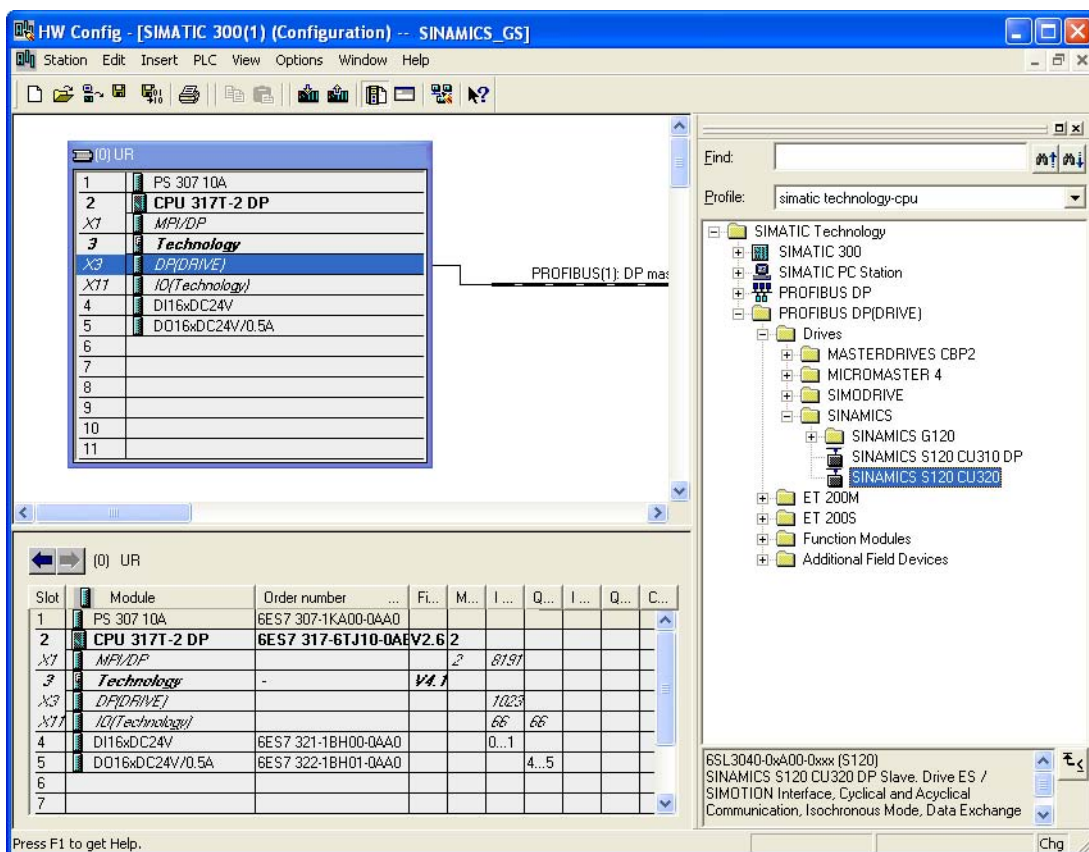 HW Config - [SIMATIC 300(1) (Configuration) -- SINAMICS_GS]
Station Edit Insert PLC View Options Window Help
(0) UR
1 PS 307 10A
2 CPU 317T-2 DP
X1 MPI/DP
3 Technology
X3 DP(DRIVE)
X11 IO(Technology)
4 DI16xDC24V
5 DO16xDC24V/0.5A
6
7
8
9
10
11
PROFIBUS(1): DP mas
Find:
Profile: simatic technology-cpu
SIMATIC Technology
SIMATIC 300
SIMATIC PC Station
PROFIBUS DP
PROFIBUS DP(DRIVE)
Drives
MASTERDRIVES CBP2
MICROMASTER 4
SIMODRIVE
SINAMICS
SINAMICS G120
SINAMICS S120 CU310 DP
SINAMICS S120 CU320
ET 200M
ET 200S
Function Modules
Additional Field Devices
(0) UR
Slot Module Order number ... Fi... M... I ... Q... I ... Q... C...
1 PS 307 10A 6ES7 307-1KA00-0AA0
2 CPU 317T-2 DP 6ES7 317-6TJ10-0AB V2.6 2
X1 MPI/DP 2 8191
3 Technology - V4.1
X3 DP(DRIVE) 1023
X11 IO(Technology) 66 66
4 DI16xDC24V 6ES7 321-1BH00-0AA0 0...1
5 DO16xDC24V/0.5A 6ES7 322-1BH01-0AA0 4...5
6
7
6SL3040-0xA00-0xxx (S120)
SINAMICS S120 CU320 DP Slave. Drive ES /
SIMOTION Interface, Cyclical and Acyclical
Communication, Isochronous Mode, Data Exchange
Press F1 to get Help.
Chg